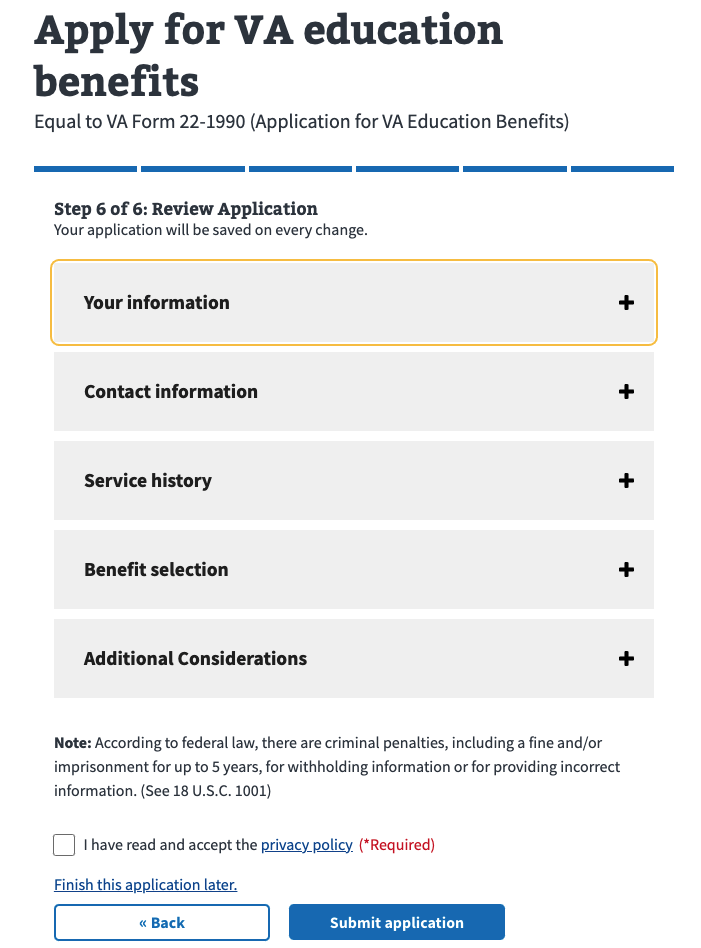 Apply for VA education
benefits
Equal to VA Form 22-1990 (Application for VA Education Benefits)
Step 6 of 6: Review Application
Your application will be saved on every change.
Your information
Contact information
Service history
Benefit selection
Additional Considerations
Note: According to federal law, there are criminal penalties, including a fine and/or
imprisonment for up to 5 years, for withholding information or for providing incorrect
information. (See 18 U.S.C. 1001)
I have read and accept the privacy policy (*Required)
Finish this application later.
« Back
Submit application